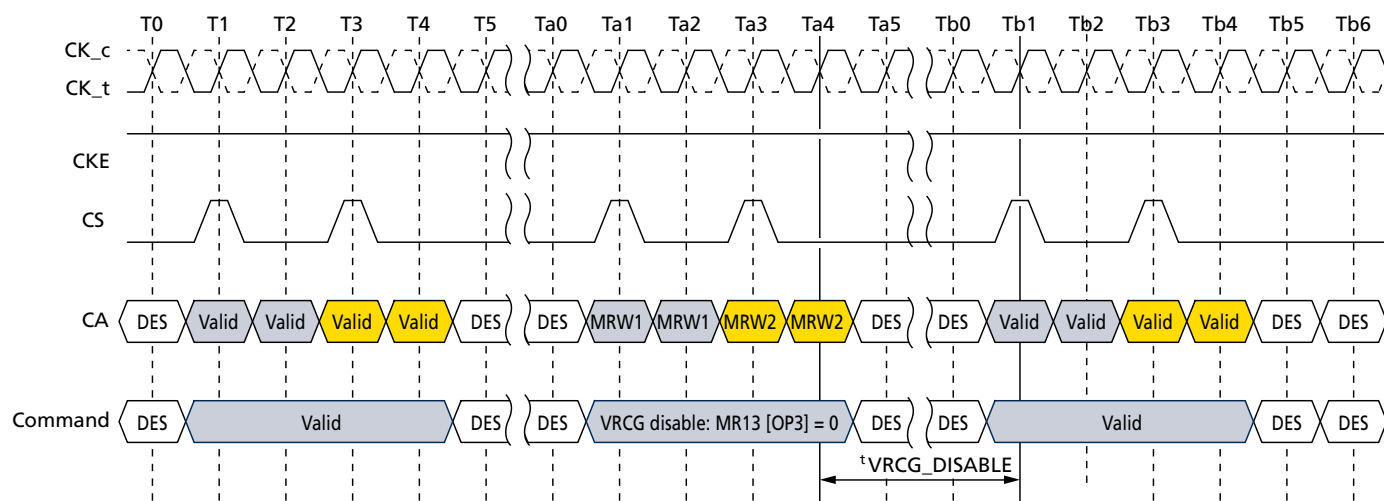 T0 T1 T2 T3 T4 T5 Ta0 Ta1 Ta2 Ta3 Ta4 Ta5 Tb0 Tb1 Tb2 Tb3 Tb4 Tb5 Tb6
CK_c
CK_t
CKE
CS
CA DES Valid Valid Valid Valid DES DES MRW1 MRW1 MRW2 MRW2 DES DES Valid Valid Valid Valid DES DES
Command DES Valid DES DES VRCG disable: MR13 [OP3] = 0 DES DES Valid DES DES
tVRCG_DISABLE